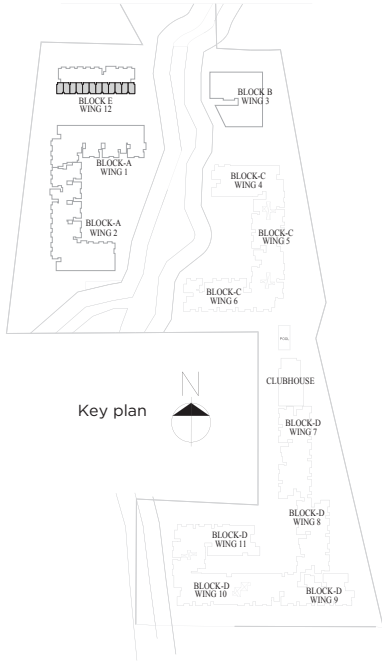 BLOCK E
WING 12
BLOCK B
WING 3
BLOCK-A
WING 1
BLOCK-C
WING 4
BLOCK-A
WING 2
BLOCK-C
WING 5
BLOCK-C
WING 6
POOL
CLUBHOUSE
N
Key plan
BLOCK-D
WING 7
BLOCK-D
WING 8
BLOCK-D
WING 11
BLOCK-D
WING 10
BLOCK-D
WING 9